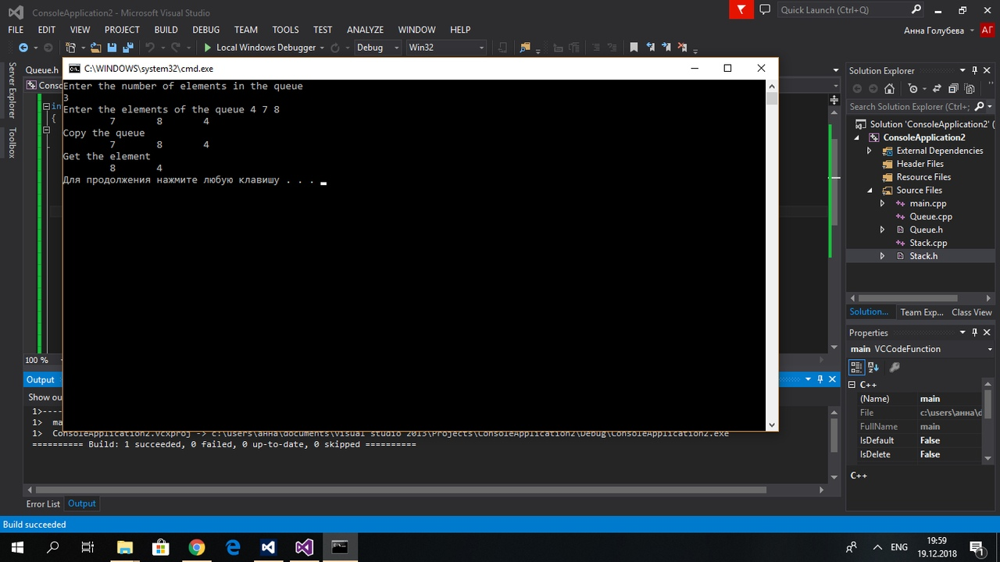 ConsoleApplication2 - Microsoft Visual Studio
Quick Launch (Ctrl+Q)
FILE EDIT VIEW PROJECT BUILD DEBUG TEAM TOOLS TEST ANALYZE WINDOW HELP
Анна Голубева АГ
Local Windows Debugger Debug Win32
Server Explorer
Toolbox
Queue.h
C:\WINDOWS\system32\cmd.exe
Enter the number of elements in the queue
3
Enter the elements of the queue 4 7 8
7 8 4
Copy the queue
7 8 4
Get the element
8 4
Для продолжения нажмите любую клавишу . . .
100 %
Solution Explorer
Search Solution Explorer (Ctrl+;
Solution 'ConsoleApplication2' (
ConsoleApplication2
External Dependencies
Header Files
Resource Files
Source Files
main.cpp
Queue.cpp
Queue.h
Stack.cpp
Stack.h
Solution... Team Exp... Class View
Properties
main VCCodeFunction
C++
(Name) main
File c:\users\анна\d
FullName main
IsDefault False
IsDelete False
C++
Output
Show ou
1>----
1> ma
1> ConsoleApplication2.vcxproj -> c:\users\анна\documents\visual studio 2013\Projects\ConsoleApplication2\Debug\ConsoleApplication2.exe
========== Build: 1 succeeded, 0 failed, 0 up-to-date, 0 skipped ==========
Error List Output
Build succeeded
ENG
19:59
19.12.2018
1